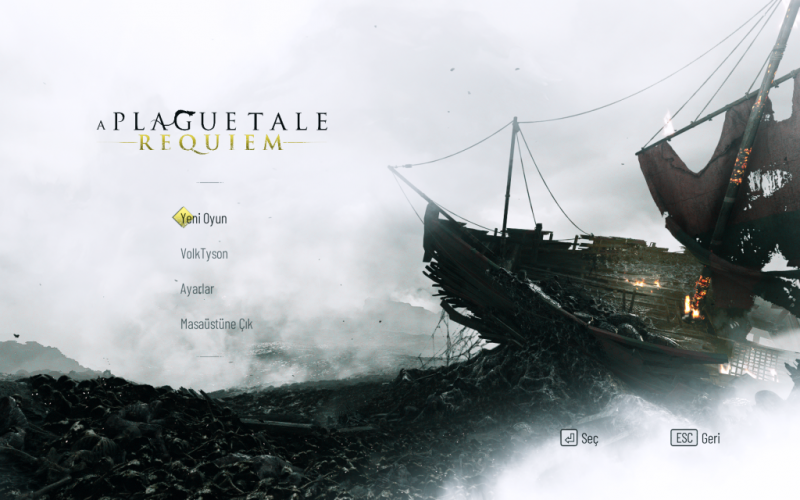 A PLAGUE TALE
REQUIEM
Yeni Oyun
VolkTyson
Ayarlar
Masaüstüne Çık
Seç
ESC Geri